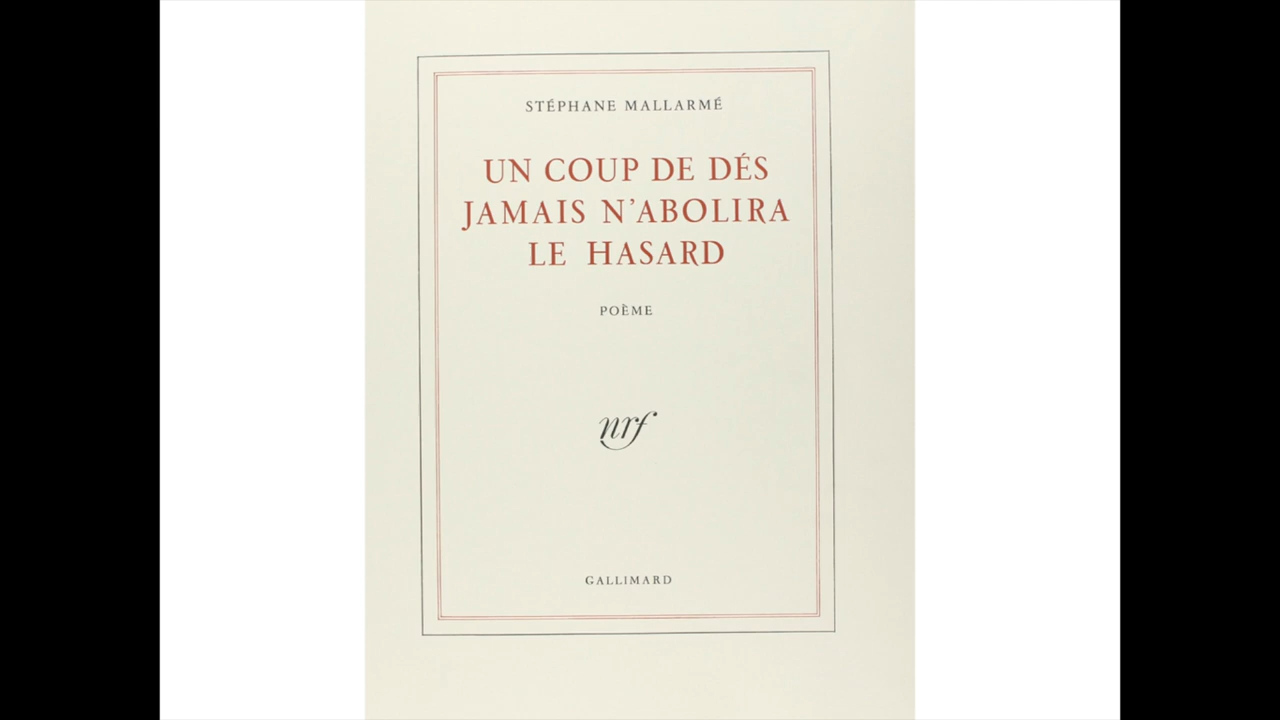 STÉPHANE MALLARMÉ
UN COUP DE DÉS
JAMAIS N’ABOLIRA
LE HASARD
POÈME
nrf
GALLIMARD